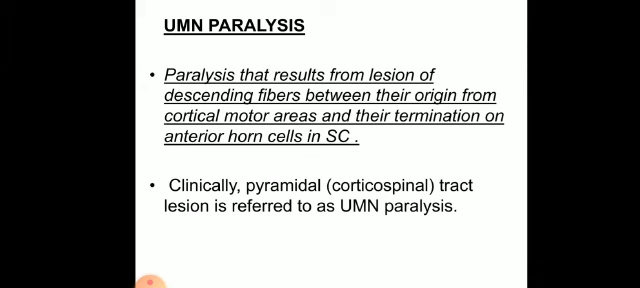 UMN PARALYSIS
• Paralysis that results from lesion of
descending fibers between their origin from
cortical motor areas and their termination on
anterior horn cells in SC .
• Clinically, pyramidal (corticospinal) tract
lesion is referred to as UMN paralysis.